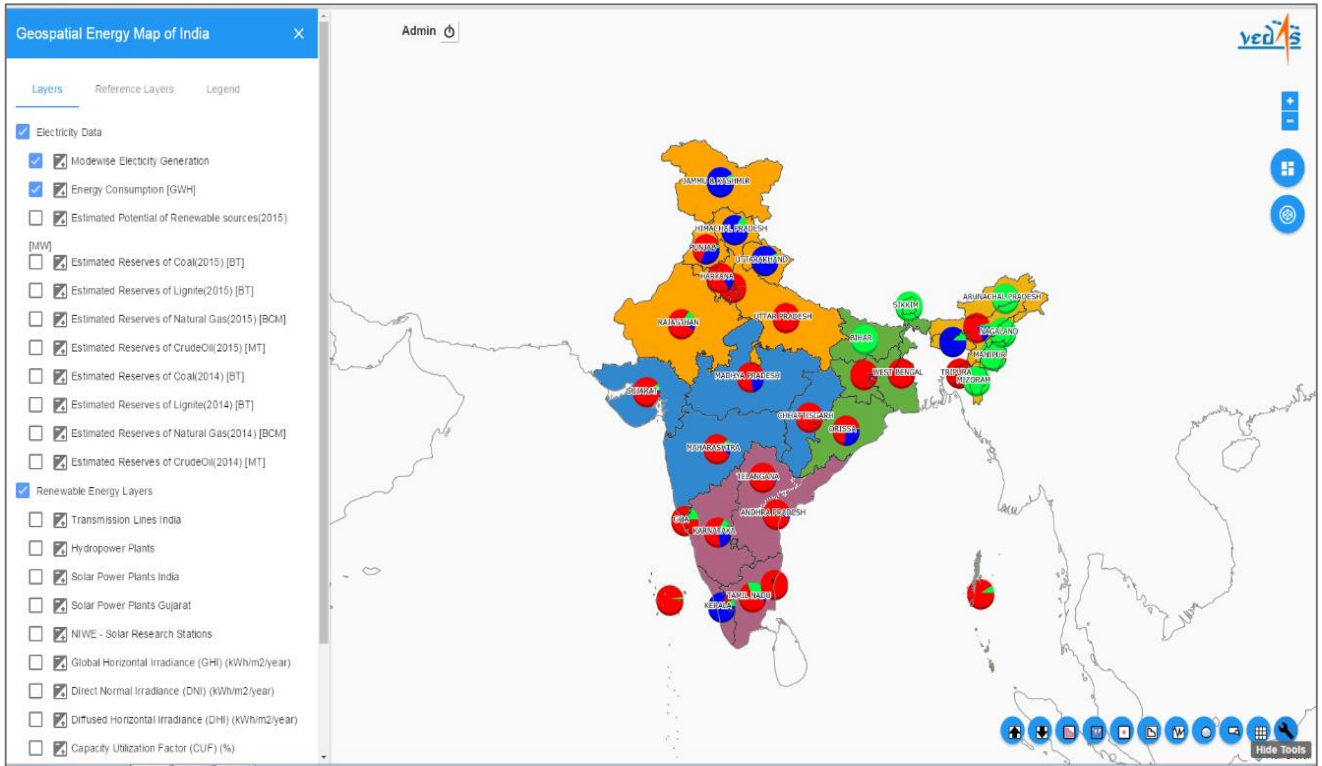 Geospatial Energy Map of India
Admin
Layers Reference Layers Legend
Electricity Data
Modewise Electicity Generation
Energy Consumption [GWH]
Estimated Potential of Renewable sources(2015)
[MW]
Estimated Reserves of Coal(2015) [BT]
Estimated Reserves of Lignite(2015) [BT]
Estimated Reserves of Natural Gas(2015) [BCM]
Estimated Reserves of CrudeOil(2015) [MT]
Estimated Reserves of Coal(2014) [BT]
Estimated Reserves of Lignite(2014) [BT]
Estimated Reserves of Natural Gas(2014) [BCM]
Estimated Reserves of CrudeOil(2014) [MT]
Renewable Energy Layers
Transmission Lines India
Hydropower Plants
Solar Power Plants India
Solar Power Plants Gujarat
NIWE - Solar Research Stations
Global Horizontal Irradiance (GHI) (kWh/m2/year)
Direct Normal Irradiance (DNI) (kWh/m2/year)
Diffused Horizontal Irradiance (DHI) (kWh/m2/year)
Capacity Utilization Factor (CUF) (%)
vedas
JAMMU & KASHMIR
HIMACHAL PRADESH
PUNJAB
UTTARAKHAND
HARYANA
RAJASTHAN
UTTAR PRADESH
SIKKIM
ARUNACHAL PRADESH
BIHAR
NAGALAND
MANIPUR
GUJARAT
MADHYA PRADESH
WEST BENGAL
TRIPURA
MIZORAM
CHHATTISGARH
ORISSA
MAHARASHTRA
TELANGANA
GOA
KARNATAKA
ANDHRA PRADESH
TAMIL NADU
KERALA
Hide Tools